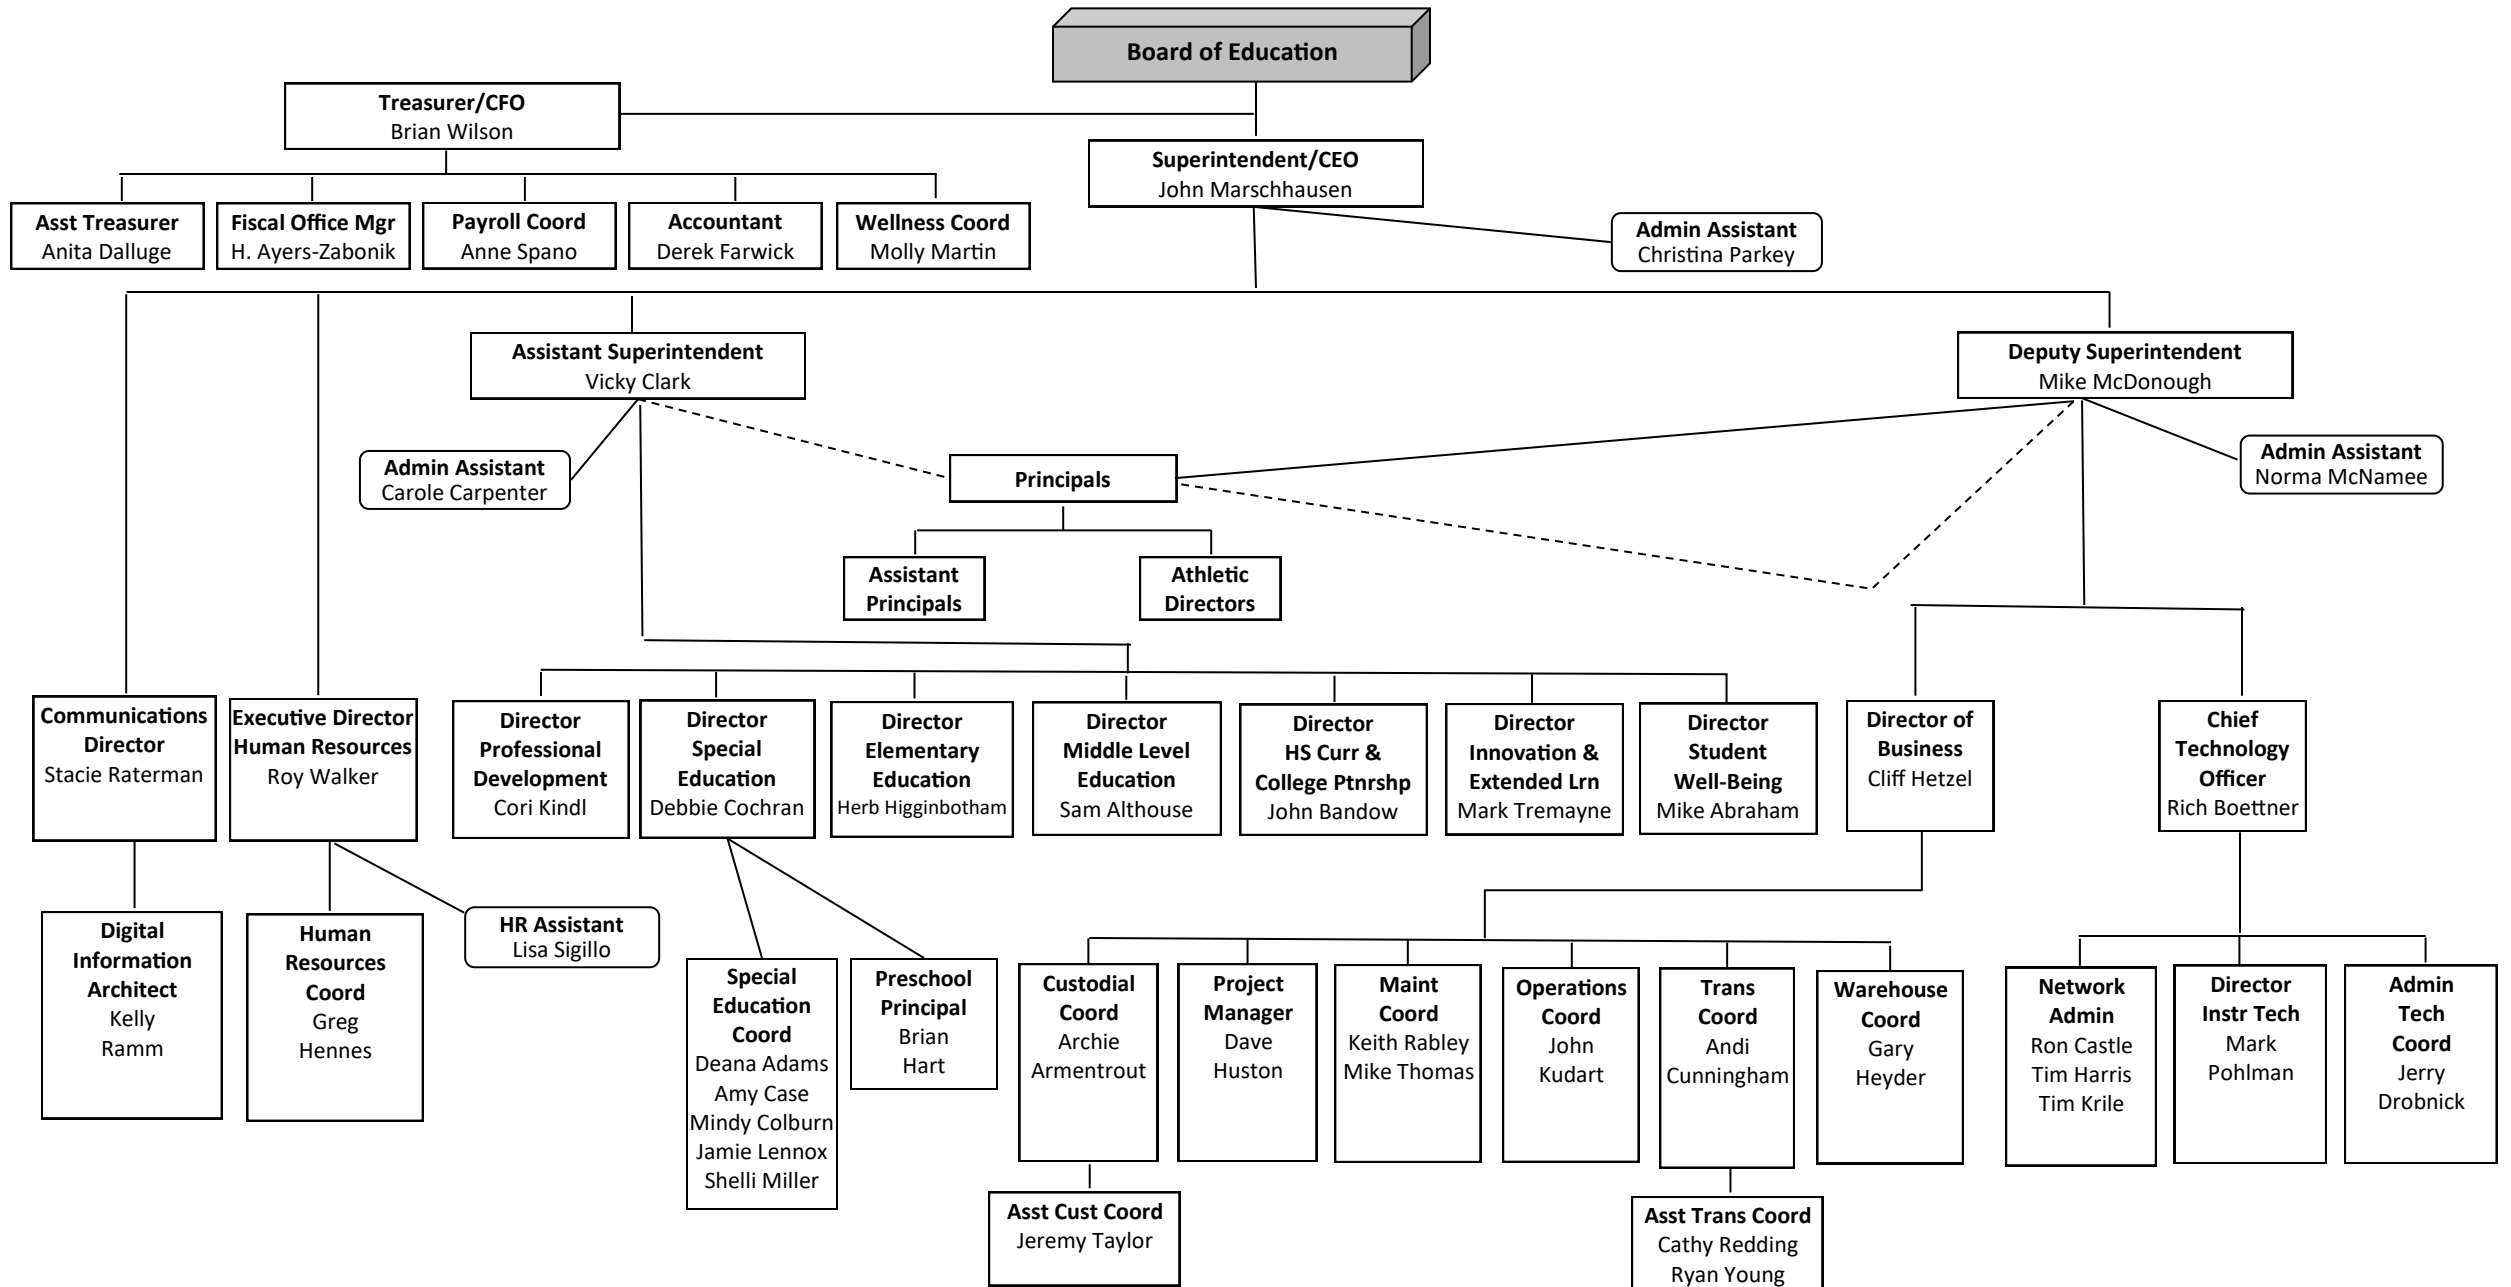 Board of Education
Treasurer/CFO
Brian Wilson
Superintendent/CEO
John Marschhausen
Asst Treasurer
Anita Dalluge
Fiscal Office Mgr
H. Ayers-Zabonik
Payroll Coord
Anne Spano
Accountant
Derek Farwick
Wellness Coord
Molly Martin
Admin Assistant
Christina Parkey
Assistant Superintendent
Vicky Clark
Deputy Superintendent
Mike McDonough
Admin Assistant
Carole Carpenter
Principals
Admin Assistant
Norma McNamee
Assistant
Principals
Athletic
Directors
Communications
Director
Stacie Raterman
Executive Director
Human Resources
Roy Walker
Director
Professional
Development
Cori Kindl
Director
Special
Education
Debbie Cochran
Director
Elementary
Education
Herb Higginbotham
Director
Middle Level
Education
Sam Althouse
Director
HS Curr &
College Ptnrshp
John Bandow
Director
Innovation &
Extended Lrn
Mark Tremayne
Director
Student
Well-Being
Mike Abraham
Director of
Business
Cliff Hetzel
Chief
Technology
Officer
Rich Boettner
Digital
Information
Architect
Kelly
Ramm
Human
Resources
Coord
Greg
Hennes
HR Assistant
Lisa Sigillo
Special
Education
Coord
Deana Adams
Amy Case
Mindy Colburn
Jamie Lennox
Shelli Miller
Preschool
Principal
Brian
Hart
Custodial
Coord
Archie
Armentrout
Project
Manager
Dave
Huston
Maint
Coord
Keith Rabley
Mike Thomas
Operations
Coord
John
Kudart
Trans
Coord
Andi
Cunningham
Warehouse
Coord
Gary
Heyder
Network
Admin
Ron Castle
Tim Harris
Tim Krile
Director
Instr Tech
Mark
Pohlman
Admin
Tech
Coord
Jerry
Drobnick
Asst Cust Coord
Jeremy Taylor
Asst Trans Coord
Cathy Redding
Ryan Young